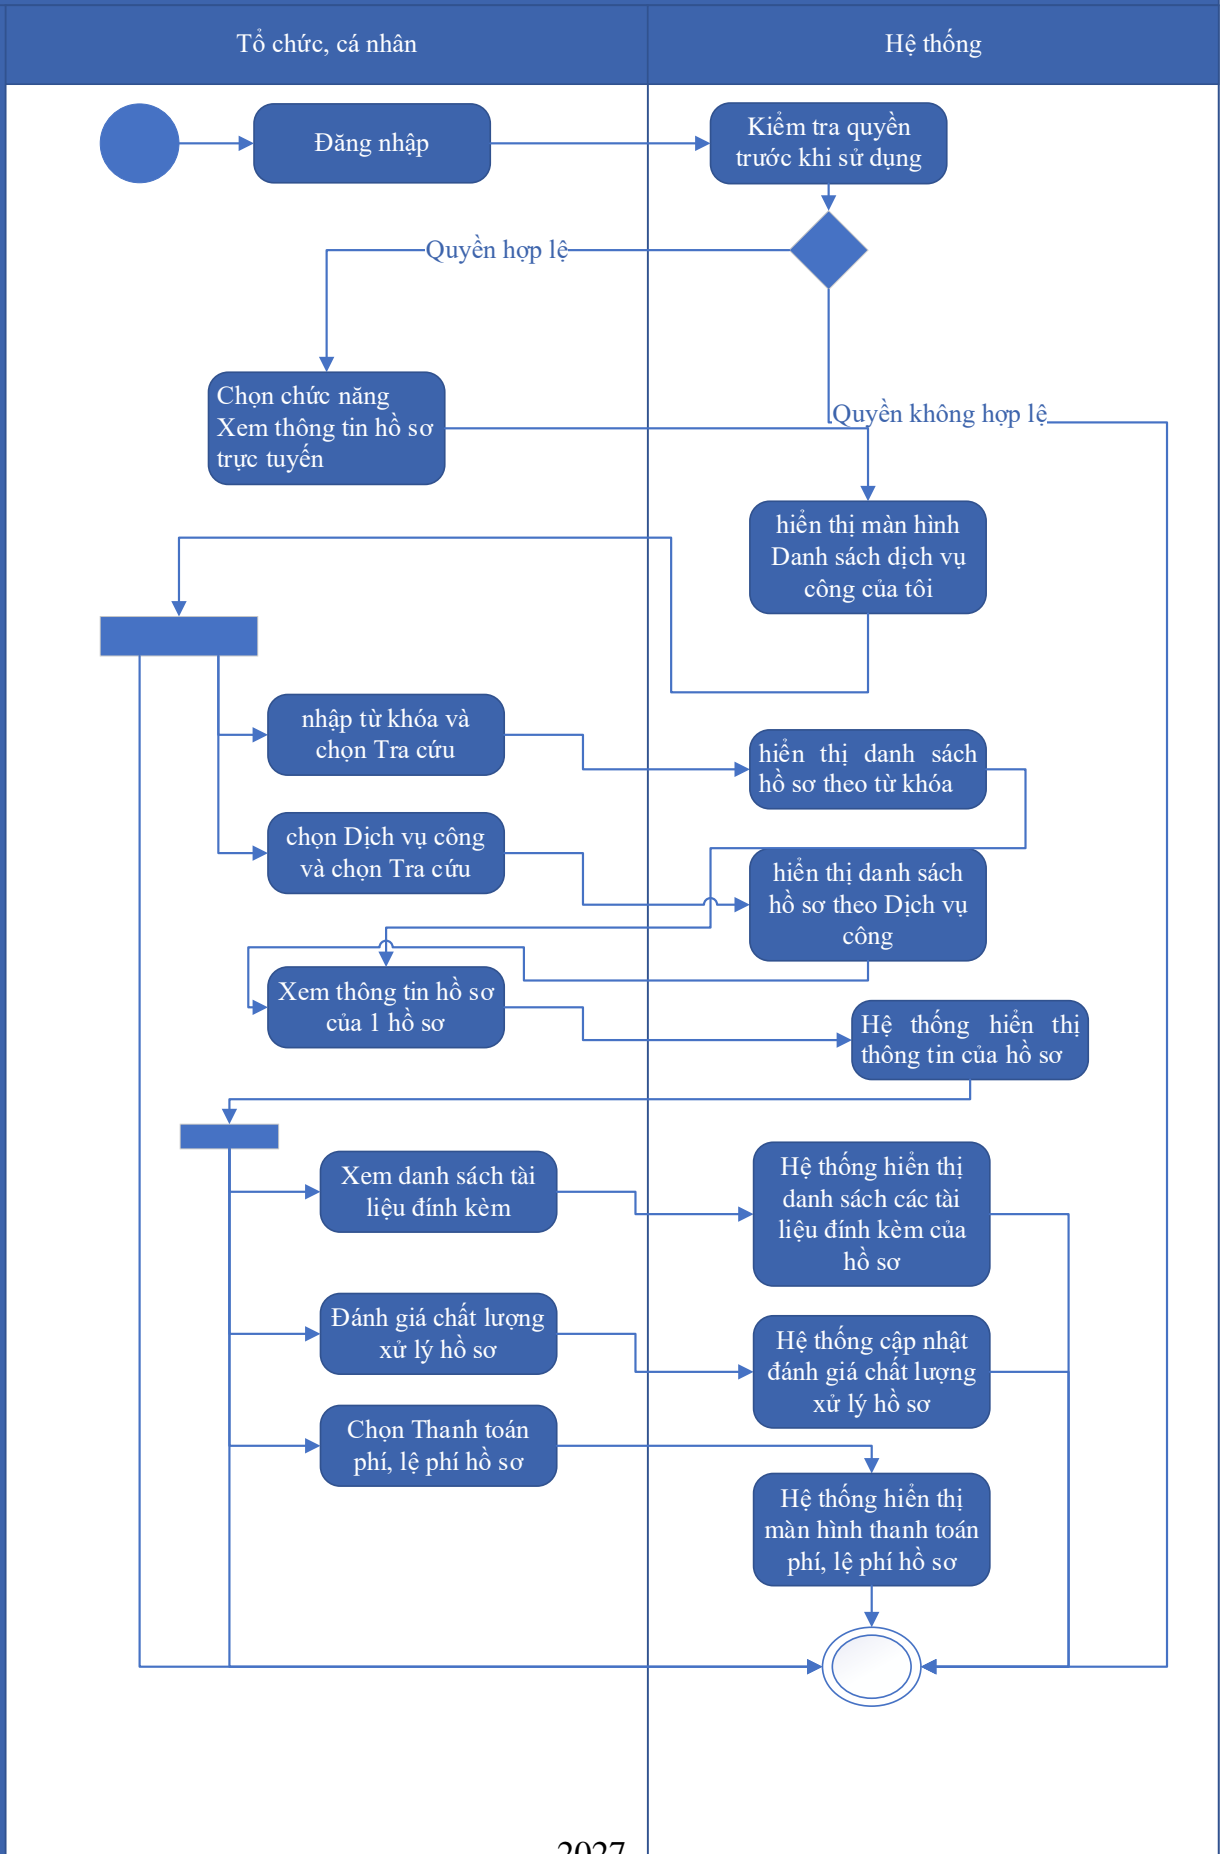 Tổ chức, cá nhân
Hệ thống
Đăng nhập
Kiểm tra quyền
trước khi sử dụng
Quyền hợp lệ
Chọn chức năng
Xem thông tin hồ sơ
trực tuyến
Quyền không hợp lệ
hiển thị màn hình
Danh sách dịch vụ
công của tôi
nhập từ khóa và
chọn Tra cứu
hiển thị danh sách
hồ sơ theo từ khóa
chọn Dịch vụ công
và chọn Tra cứu
hiển thị danh sách
hồ sơ theo Dịch vụ
công
Xem thông tin hồ sơ
của 1 hồ sơ
Hệ thống hiển thị
thông tin của hồ sơ
Xem danh sách tài
liệu đính kèm
Hệ thống hiển thị
danh sách các tài
liệu đính kèm của
hồ sơ
Đánh giá chất lượng
xử lý hồ sơ
Hệ thống cập nhật
đánh giá chất lượng
xử lý hồ sơ
Chọn Thanh toán
phí, lệ phí hồ sơ
Hệ thống hiển thị
màn hình thanh toán
phí, lệ phí hồ sơ
2027